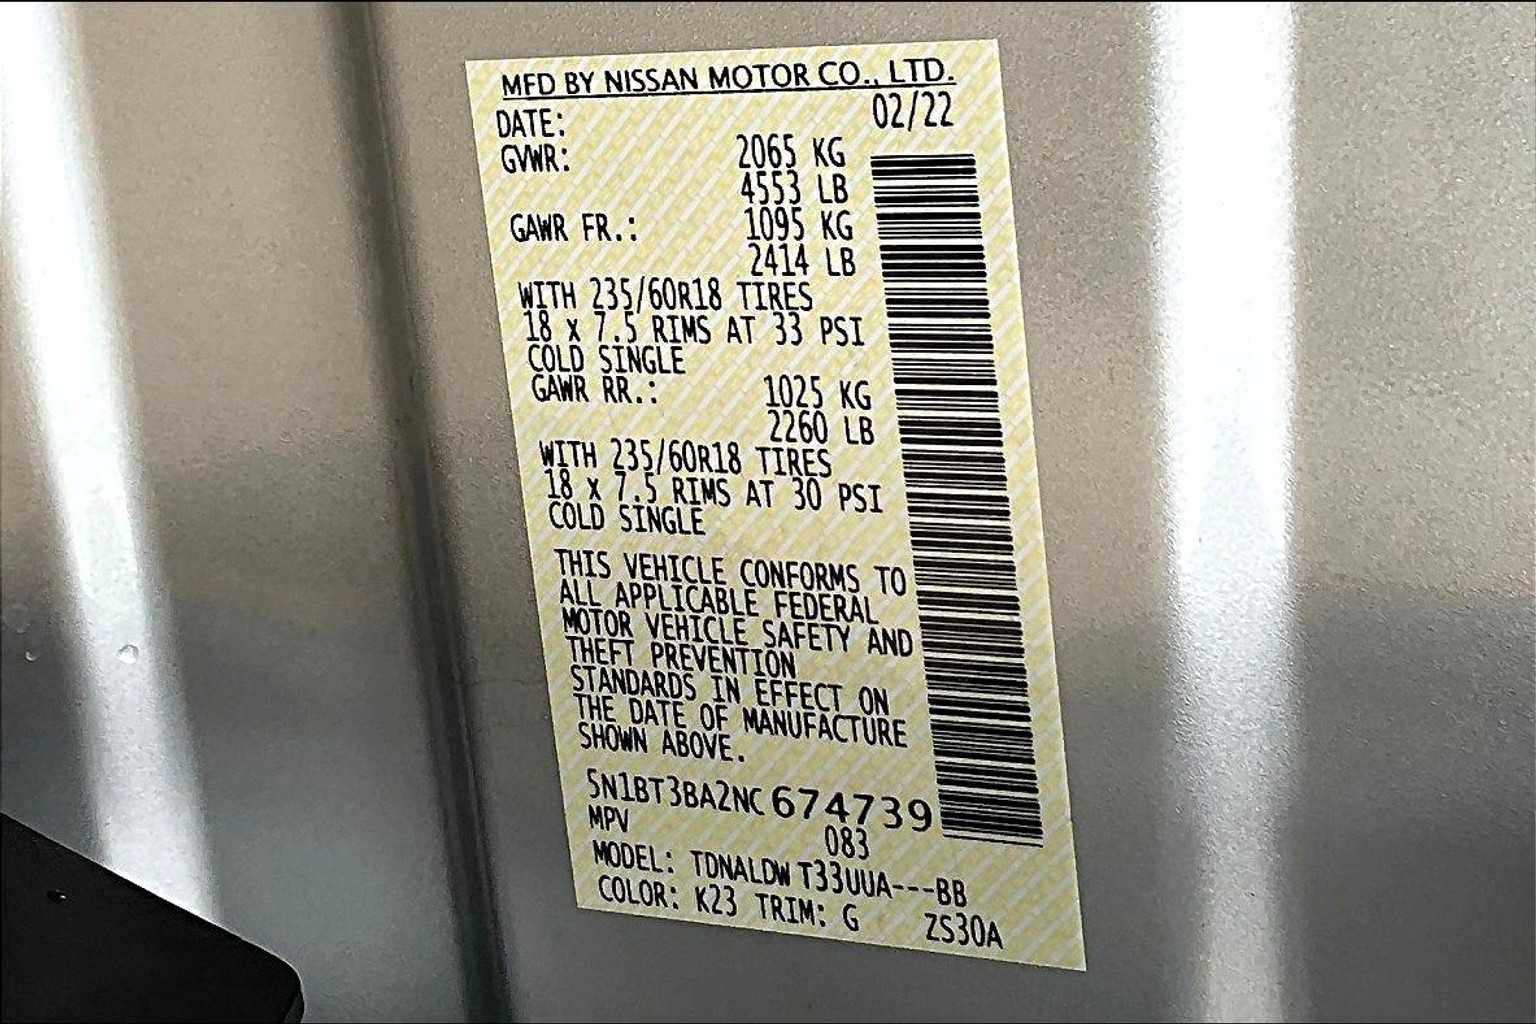 MFD BY NISSAN MOTOR CO., LTD.
DATE: 02/22
GVWR: 2065 KG
4553 LB
GAWR FR.: 1095 KG
2414 LB
WITH 235/60R18 TIRES
18 x 7.5 RIMS AT 33 PSI
COLD SINGLE
GAWR RR.: 1025 KG
2260 LB
WITH 235/60R18 TIRES
18 x 7.5 RIMS AT 30 PSI
COLD SINGLE
THIS VEHICLE CONFORMS TO
ALL APPLICABLE FEDERAL
MOTOR VEHICLE SAFETY AND
THEFT PREVENTION
STANDARDS IN EFFECT ON
THE DATE OF MANUFACTURE
SHOWN ABOVE.
5N1BT3BA2NC674739
MPV 083
MODEL: TDNALDW T33UUA---BB
COLOR: K23 TRIM: G ZS30A